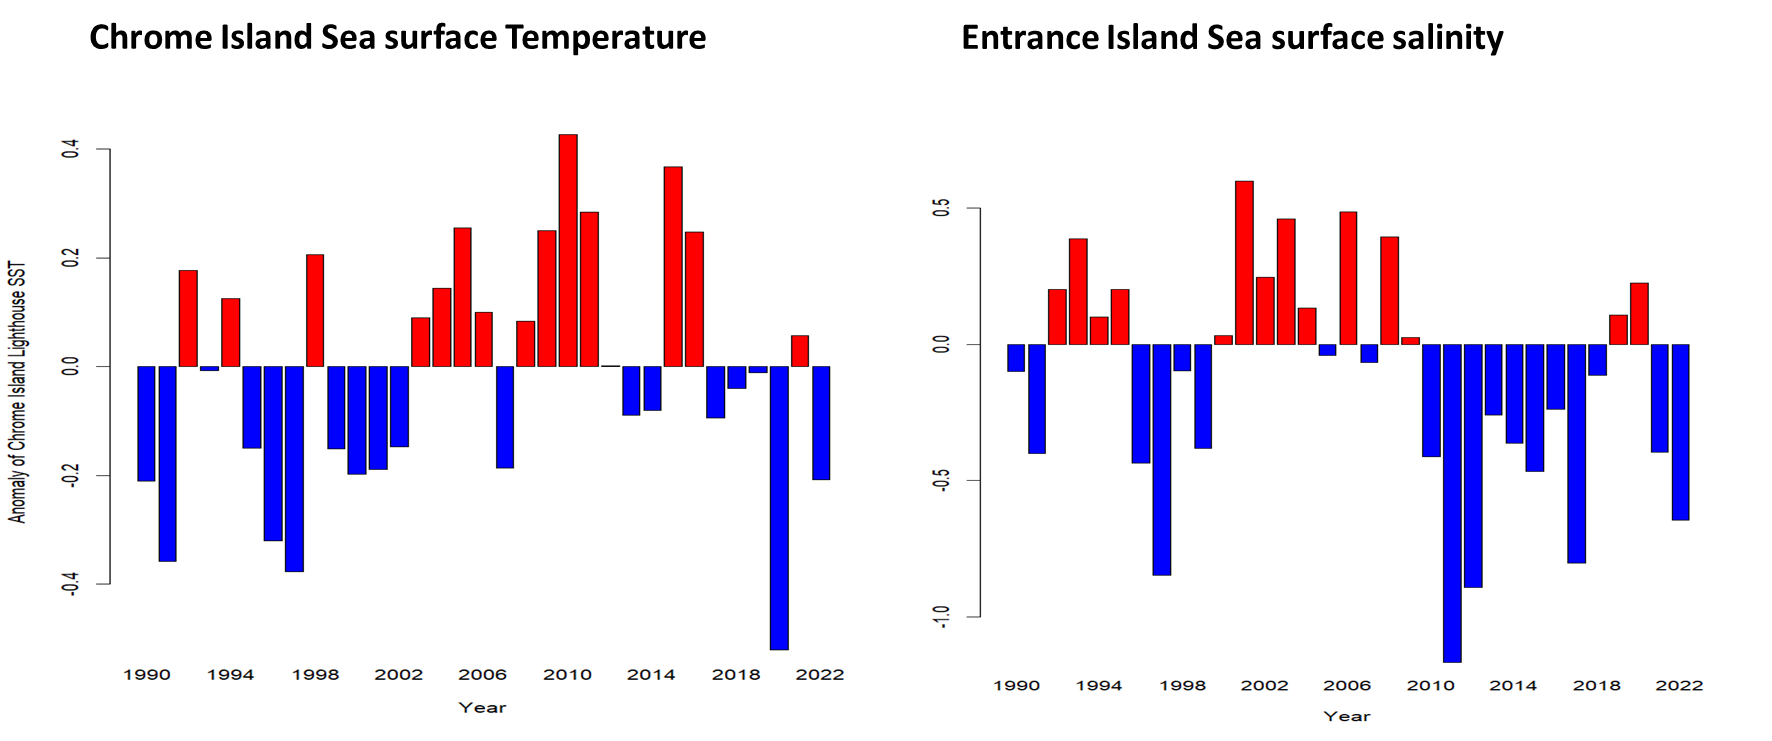 Chrome Island Sea surface Temperature
Anomaly of Chrome Island Lighthouse SST
0.4
0.2
0.0
-0.2
-0.4
1990 1994 1998 2002 2006 2010 2014 2018 2022
Year
Entrance Island Sea surface salinity
0.5
0.0
-0.5
-1.0
1990 1994 1998 2002 2006 2010 2014 2018 2022
Year